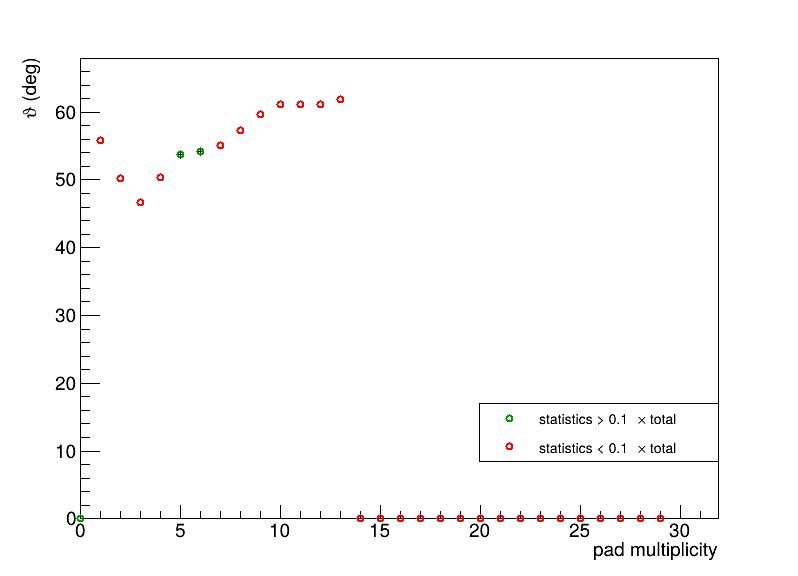 ϑ (deg)
60
50
40
30
20
10
0
0 5 10 15 20 25 30
pad multiplicity
statistics > 0.1 × total
statistics < 0.1 × total